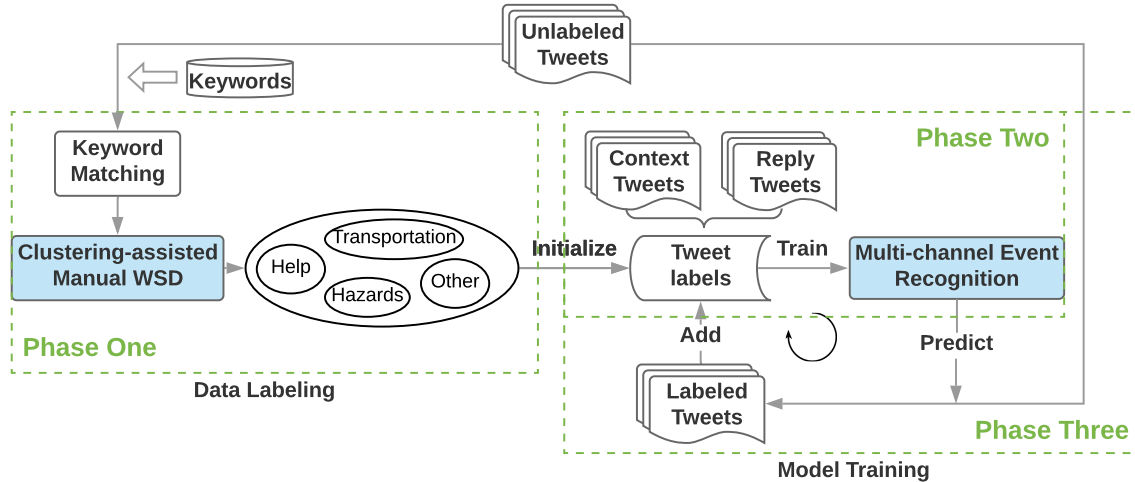 Unlabeled
Tweets
Keywords
Keyword
Matching
Clustering-assisted
Manual WSD
Transportation
Help
Other
Hazards
Phase One
Data Labeling
Initialize
Phase Two
Context
Tweets
Reply
Tweets
Tweet
labels
Train
Multi-channel Event
Recognition
Add
Predict
Labeled
Tweets
Phase Three
Model Training